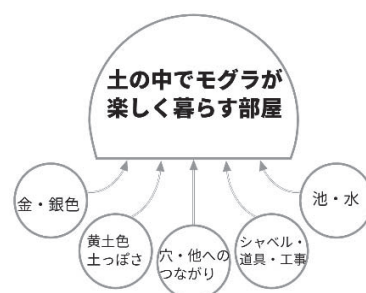 土の中でモグラが
楽しく暮らす部屋
金・銀色
黄土色
土っぽさ
穴・他への
つながり
シャベル・
道具・工事
池・水